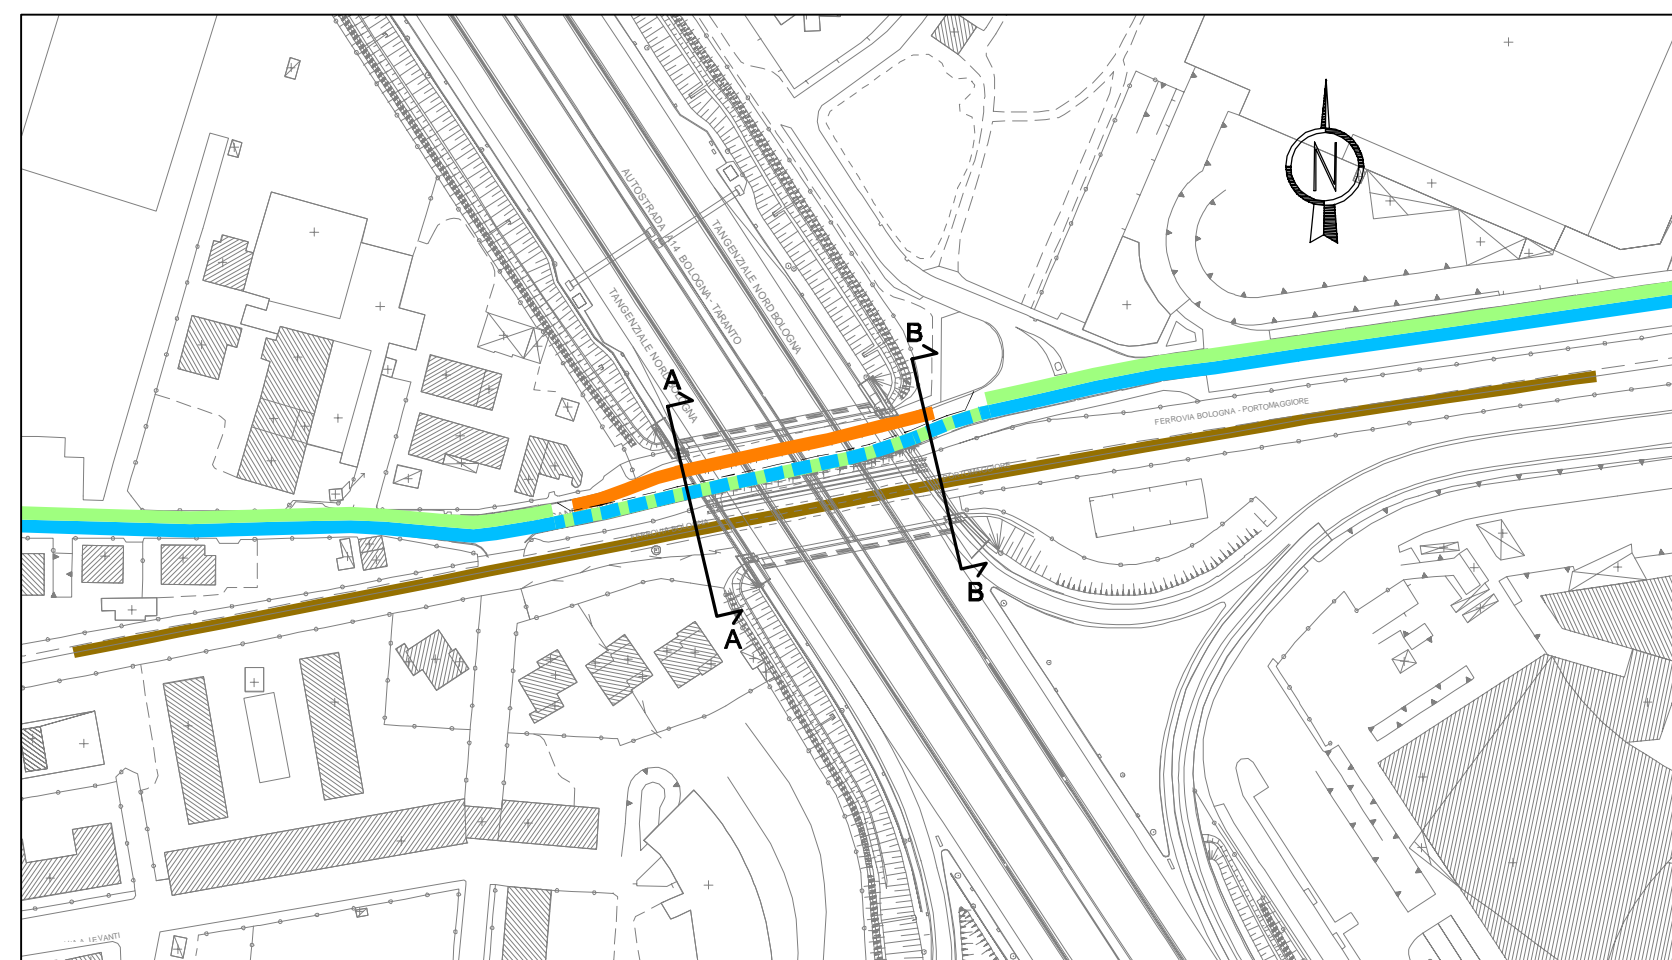 N
AUTOSTRADA A14 BOLOGNA - TARANTO
TANGENZIALE NORD BOLOGNA
TANGENZIALE NORD BOLOGNA
B
A
FERROVIA BOLOGNA - PORTOMAGGIORE
B
A